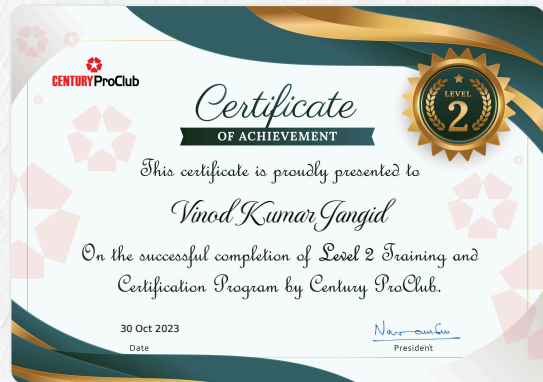 CENTURY ProClub
LEVEL
2
Certificate
OF ACHIEVEMENT
This certificate is proudly presented to
Vinod Kumar Jangid
On the successful completion of Level 2 Training and
Certification Program by Century ProClub.
30 Oct 2023
Date
President